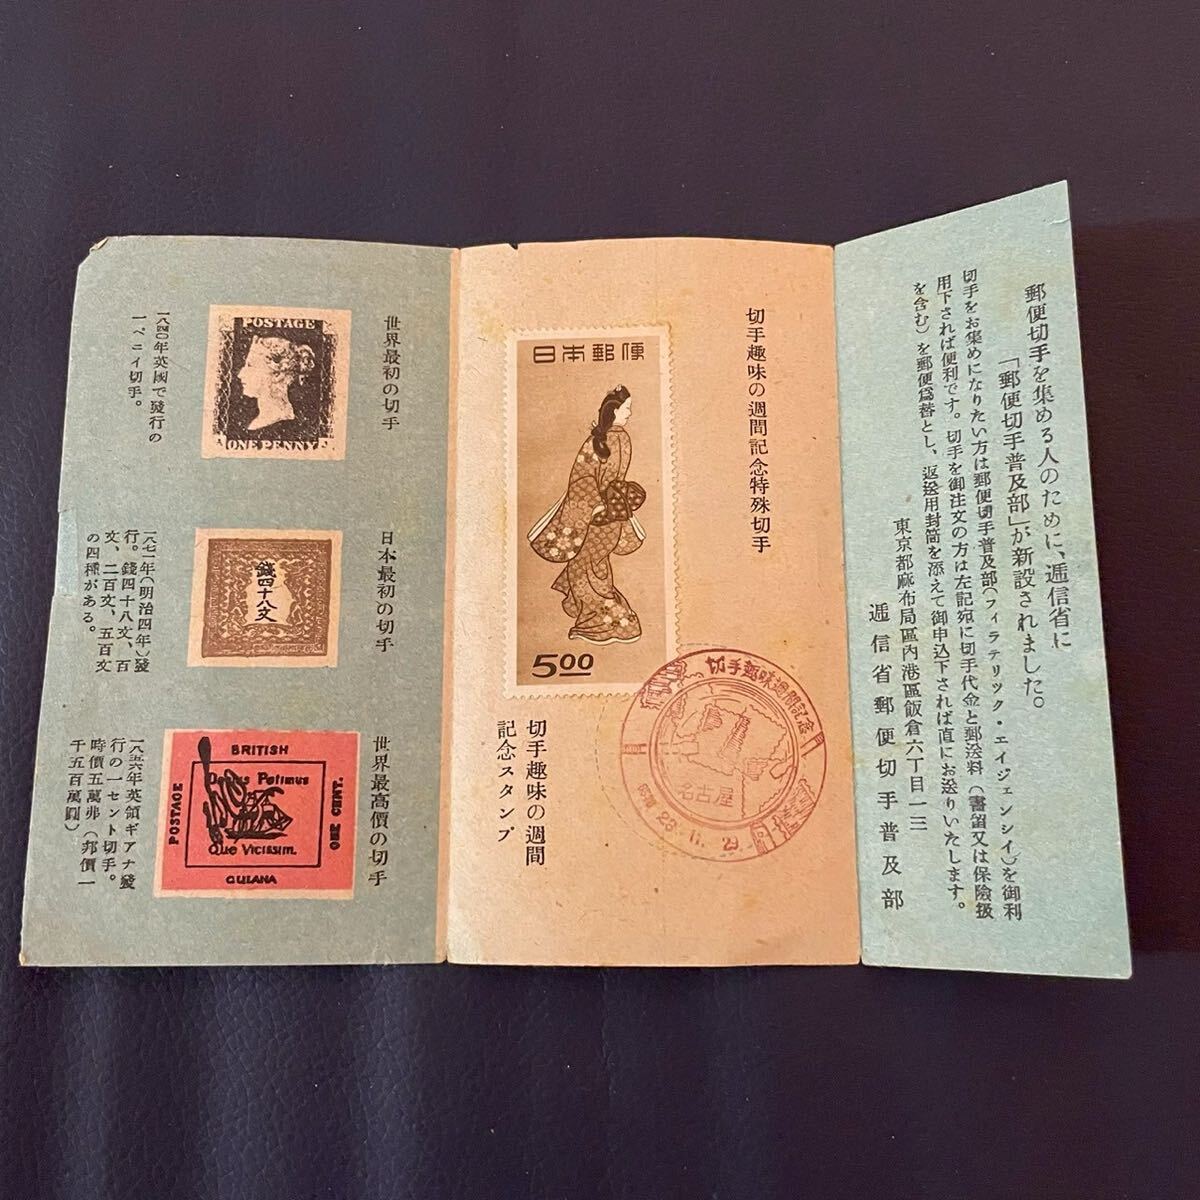 郵便切手を集める人のために、逓信省に
「郵便切手普及部」が新設されました。
切手をお集めになりたい方は郵便切手普及部(フィラテリック・エイジェンシイ)を御利
用下されば便利です。切手を御注文の方は左記宛に切手代金と郵送料(書留又は保険扱
を含む)を郵便為替とし、返送用封筒を添えて御申込下されば直にお送りいたします。
東京都麻布局區内港區飯倉六丁目一三
逓信省郵便切手普及部
切手趣味の週間記念特殊切手
日本郵便
5.00
切手趣味の週間
記念スタンプ
切手趣味週間記念
名古屋
23.11.29
世界最初の切手
POSTAGE
ONE PENNY
一八四〇年英國で發行の
一ペニイ切手。
日本最初の切手
錢四十八文
一八七一年(明治四年)發
行。錢四十八文、百
文、二百文、五百文
の四種がある。
世界最高價の切手
BRITISH
POSTAGE
Damus Petimus
Que Vicissim.
ONE CENT.
GUIANA
一八五六年英領ギアナ發
行の一セント切手。
時價五萬弗(邦價一
千五百萬圓)